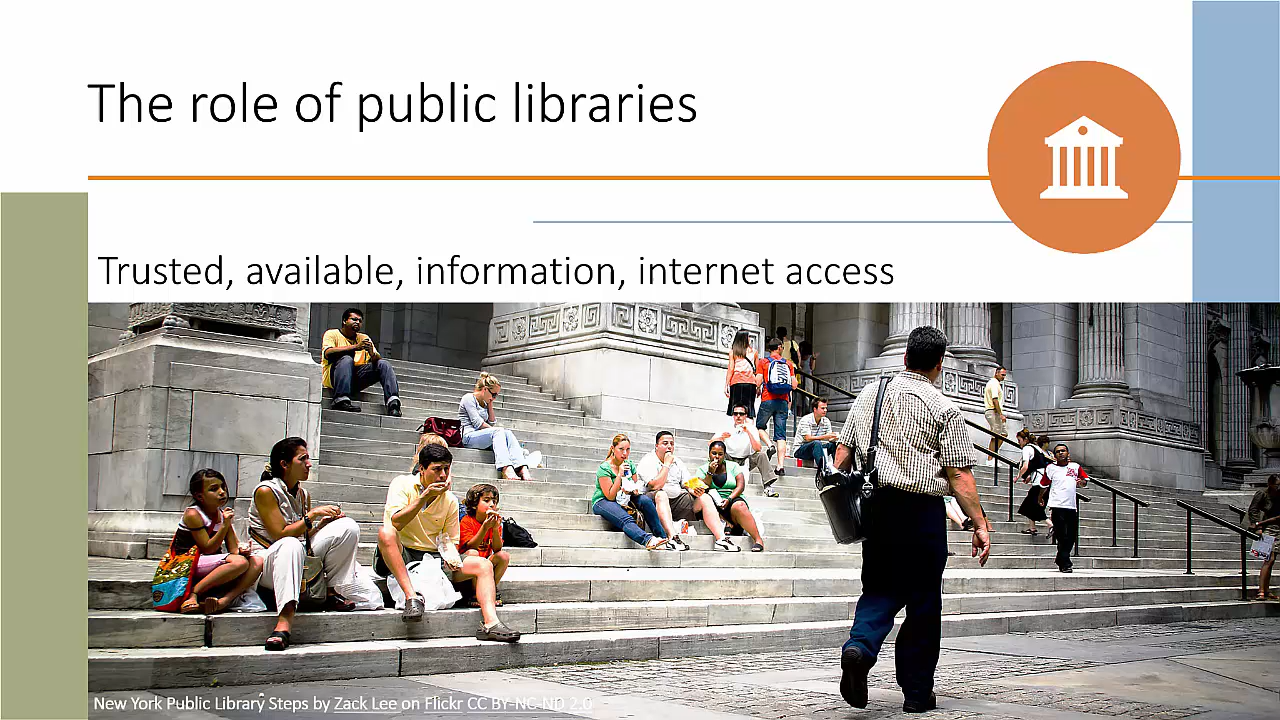 The role of public libraries
Trusted, available, information, internet access
New York Public Library Steps by Zack Lee on Flickr CC BY-NC-ND 2.0